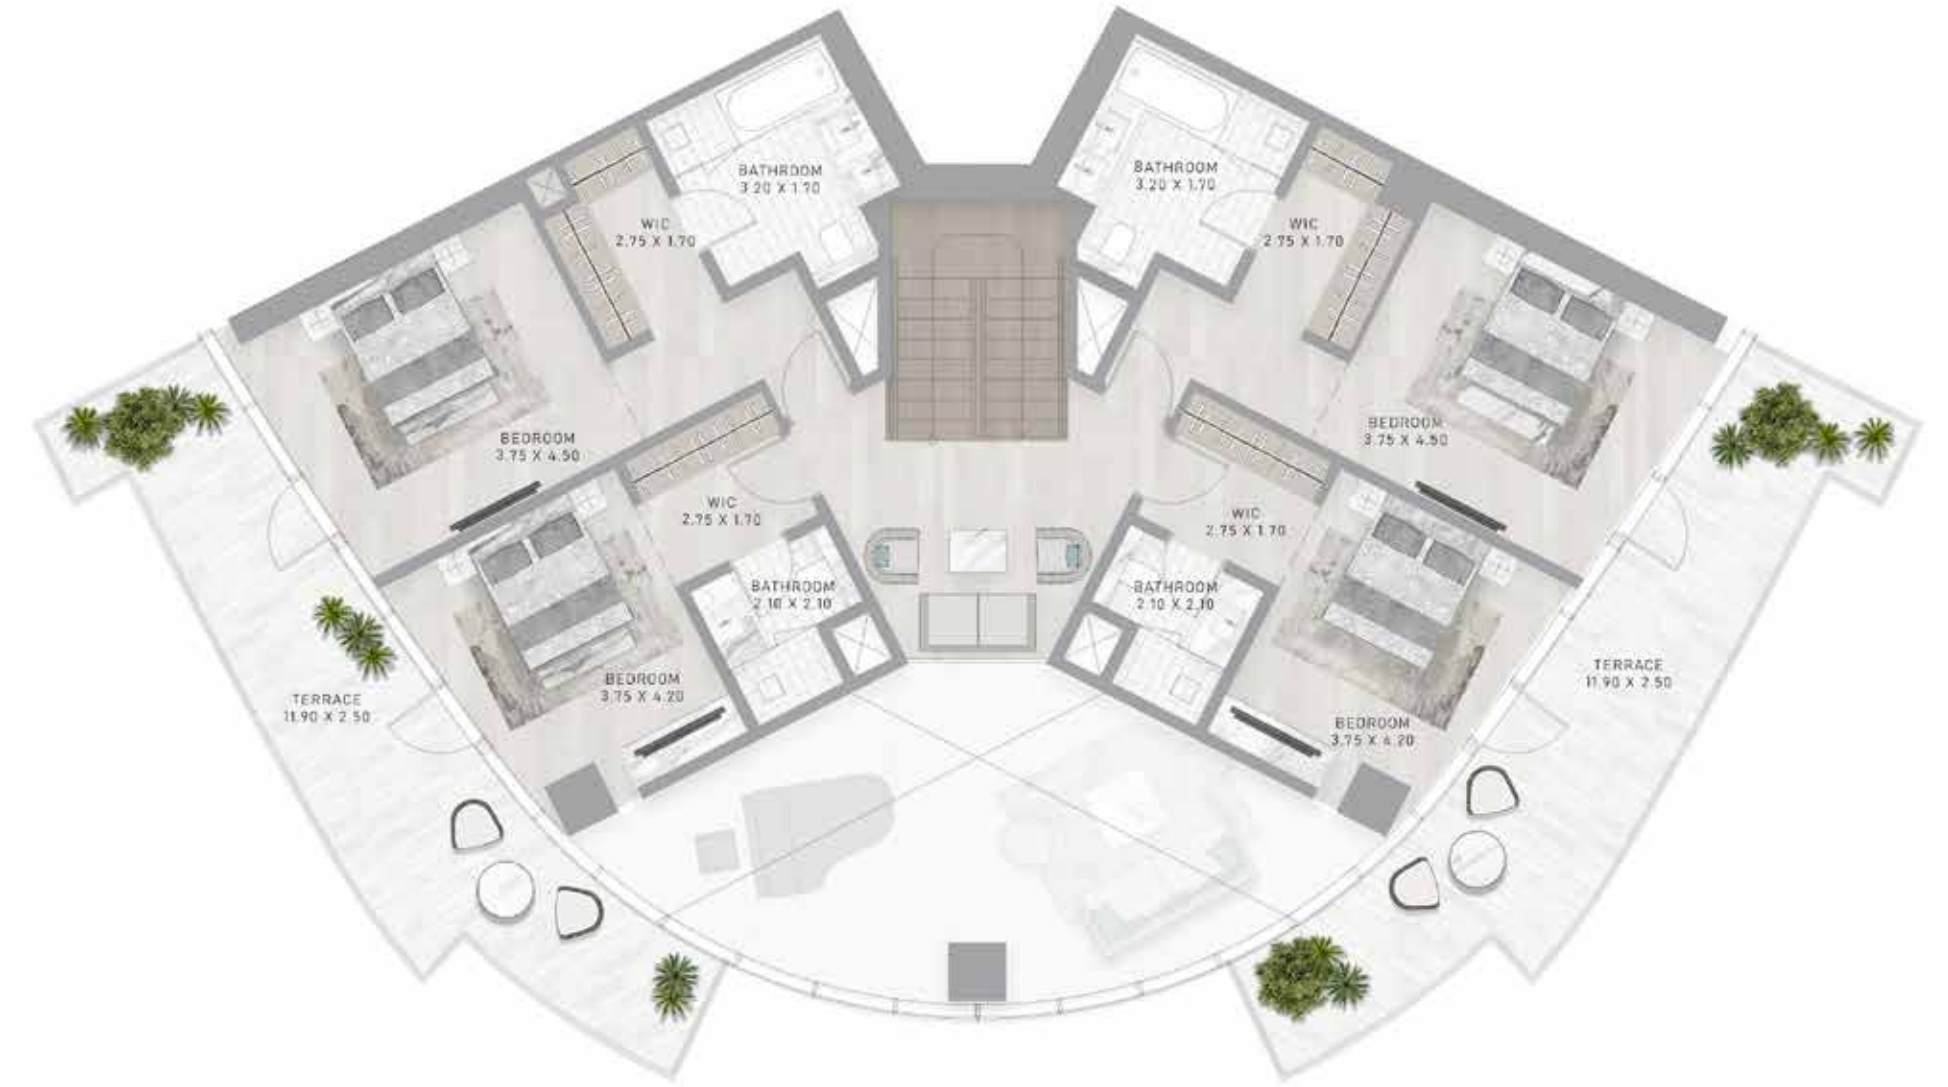 BATHROOM
3.20 X 1.70
BATHROOM
3.20 X 1.70
WIC
2.75 X 1.70
WIC
2.75 X 1.70
BEDROOM
3.75 X 4.50
BEDROOM
3.75 X 4.50
WIC
2.75 X 1.70
WIC
2.75 X 1.70
BATHROOM
2.10 X 2.10
BATHROOM
2.10 X 2.10
BEDROOM
3.75 X 4.20
TERRACE
11.90 X 2.50
TERRACE
11.90 X 2.50
BEDROOM
3.75 X 4.20